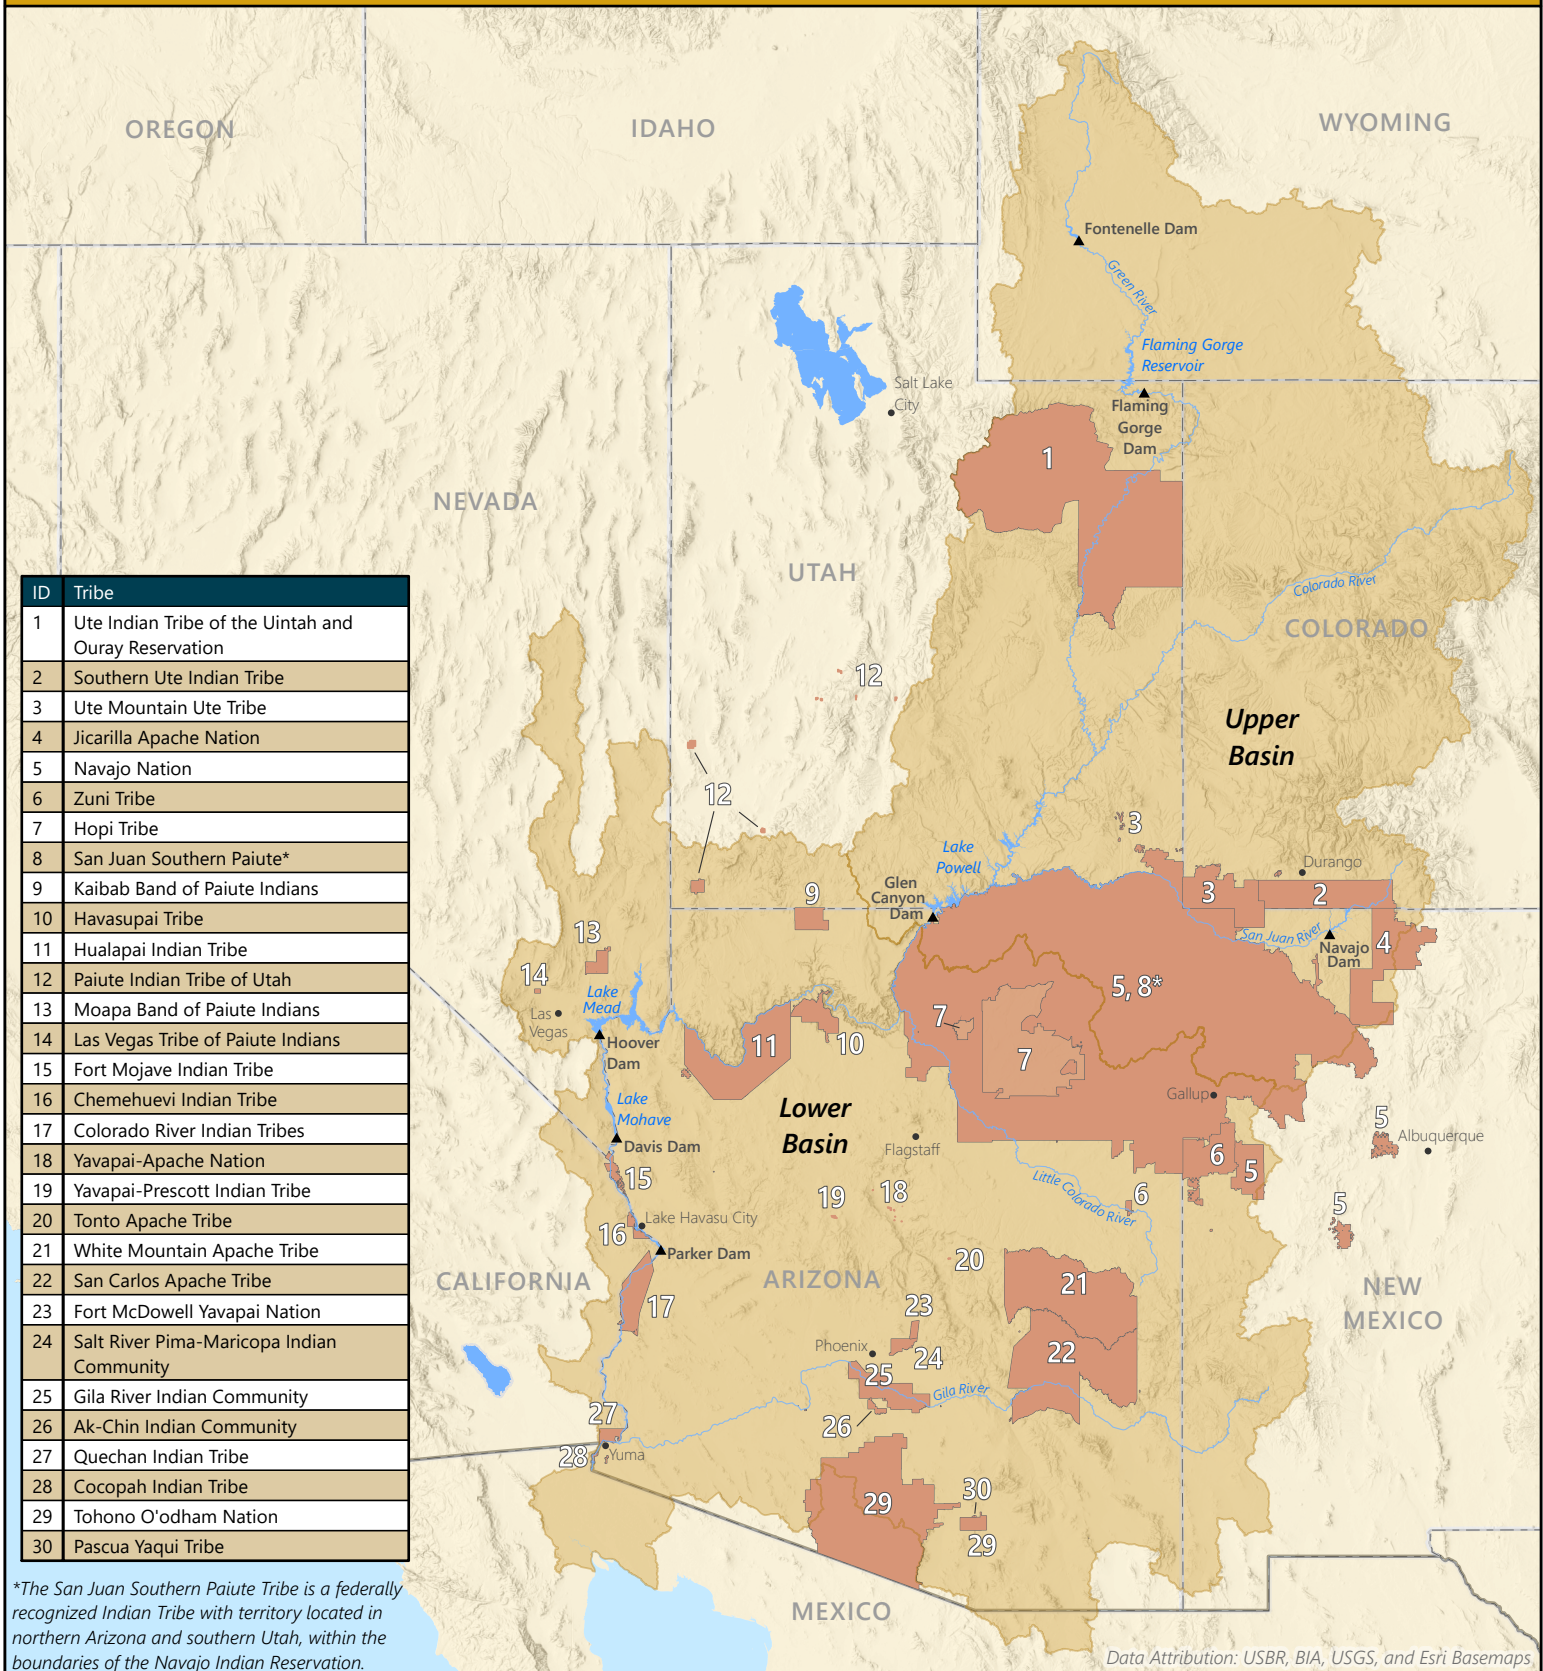 OREGON
IDAHO
WYOMING
Fontenelle Dam
Green River
Flaming Gorge
Reservoir
Salt Lake
City
Flaming
Gorge
Dam
1
NEVADA
UTAH
Colorado River
COLORADO
12
Upper
Basin
12
3
Lake
Powell
Durango
Glen
Canyon
Dam
9
3
2
13
San Juan River
Navajo
Dam
4
14
Lake
Mead
5, 8*
Las
Vegas
7
Hoover
Dam
11
10
7
Lake
Mohave
Lower
Basin
Gallup
5
Albuquerque
Davis Dam
Flagstaff
6
5
15
Little Colorado River
19
18
6
5
16
Lake Havasu City
Parker Dam
20
CALIFORNIA
ARIZONA
21
NEW
MEXICO
17
23
Phoenix
24
22
25
Gila River
26
27
28
Yuma
29
30
29
MEXICO
ID Tribe
1 Ute Indian Tribe of the Uintah and
Ouray Reservation
2 Southern Ute Indian Tribe
3 Ute Mountain Ute Tribe
4 Jicarilla Apache Nation
5 Navajo Nation
6 Zuni Tribe
7 Hopi Tribe
8 San Juan Southern Paiute*
9 Kaibab Band of Paiute Indians
10 Havasupai Tribe
11 Hualapai Indian Tribe
12 Paiute Indian Tribe of Utah
13 Moapa Band of Paiute Indians
14 Las Vegas Tribe of Paiute Indians
15 Fort Mojave Indian Tribe
16 Chemehuevi Indian Tribe
17 Colorado River Indian Tribes
18 Yavapai-Apache Nation
19 Yavapai-Prescott Indian Tribe
20 Tonto Apache Tribe
21 White Mountain Apache Tribe
22 San Carlos Apache Tribe
23 Fort McDowell Yavapai Nation
24 Salt River Pima-Maricopa Indian
Community
25 Gila River Indian Community
26 Ak-Chin Indian Community
27 Quechan Indian Tribe
28 Cocopah Indian Tribe
29 Tohono O'odham Nation
30 Pascua Yaqui Tribe
*The San Juan Southern Paiute Tribe is a federally
recognized Indian Tribe with territory located in
northern Arizona and southern Utah, within the
boundaries of the Navajo Indian Reservation.
Data Attribution: USBR, BIA, USGS, and Esri Basemaps